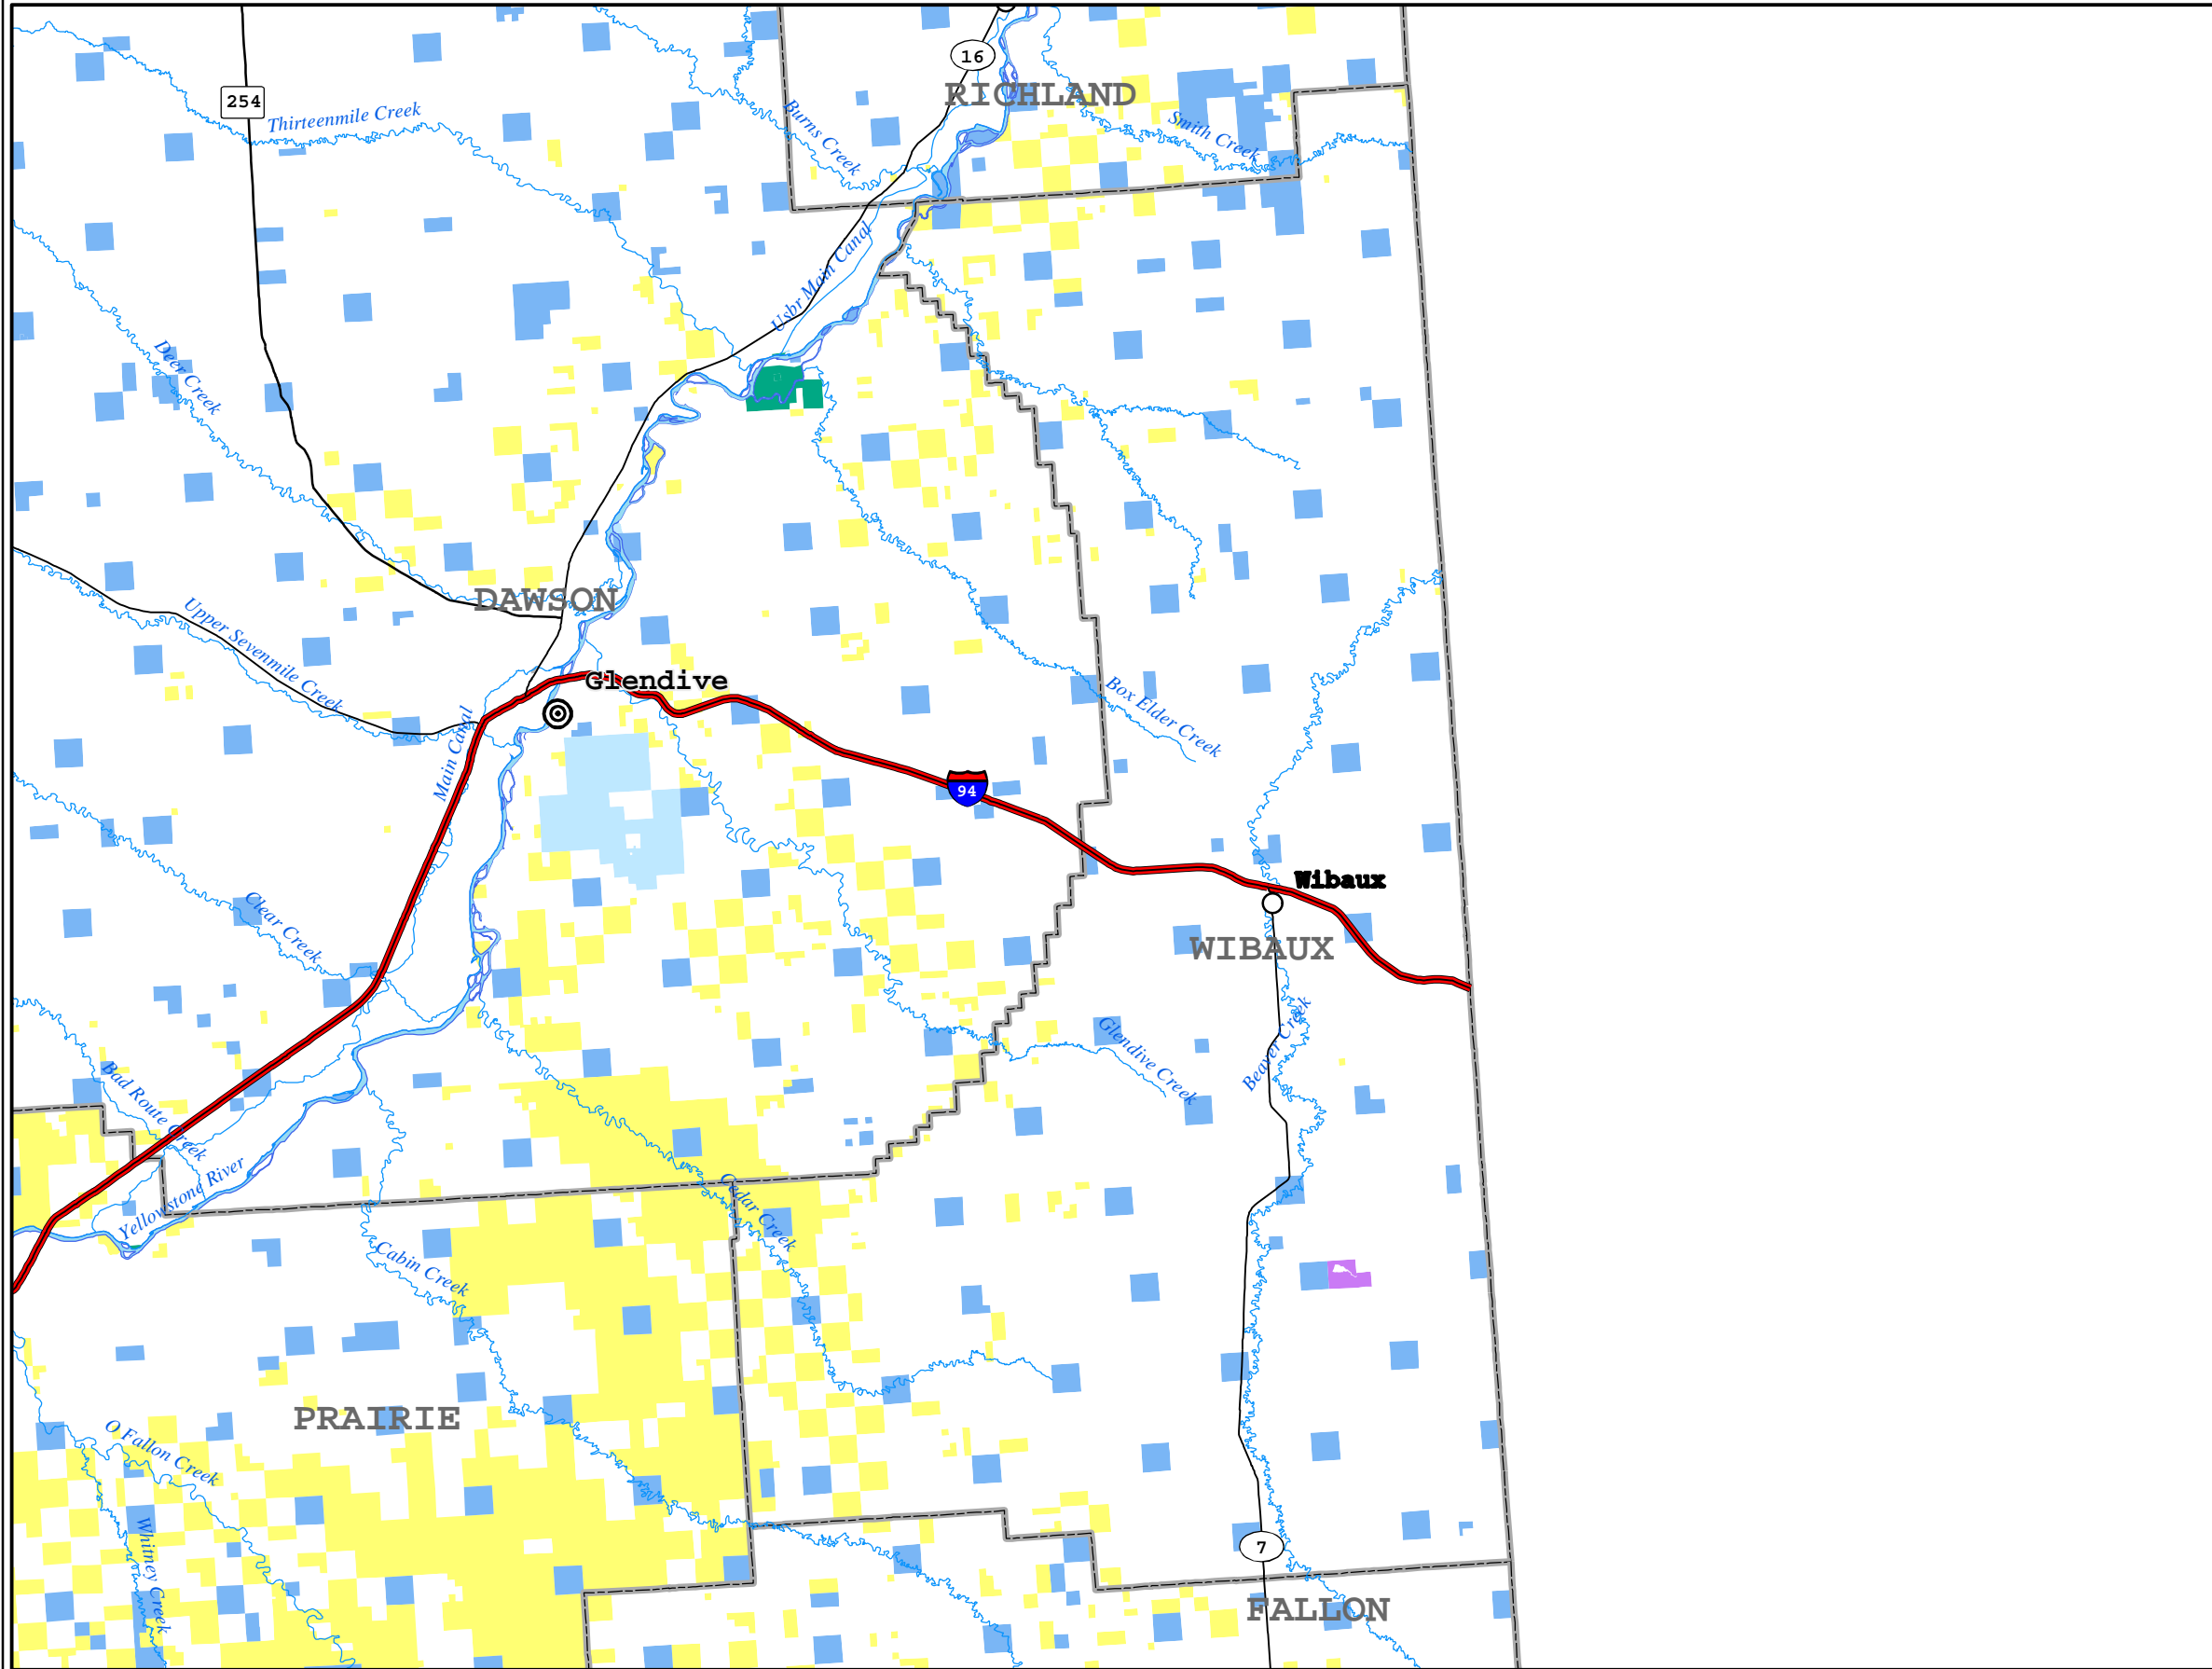 16
RICHLAND
254
Thirteenmile Creek
Burns Creek
Smith Creek
Usbr Main Canal
Deer Creek
DAWSON
Upper Sevenmile Creek
Glendive
Main Canal
Box Elder Creek
94
Wibaux
Clear Creek
WIBAUX
Glendive Creek
Beaver Creek
Bad Route Creek
Yellowstone River
Cedar Creek
Cabin Creek
PRAIRIE
O Fallon Creek
Whitney Creek
7
FALLON